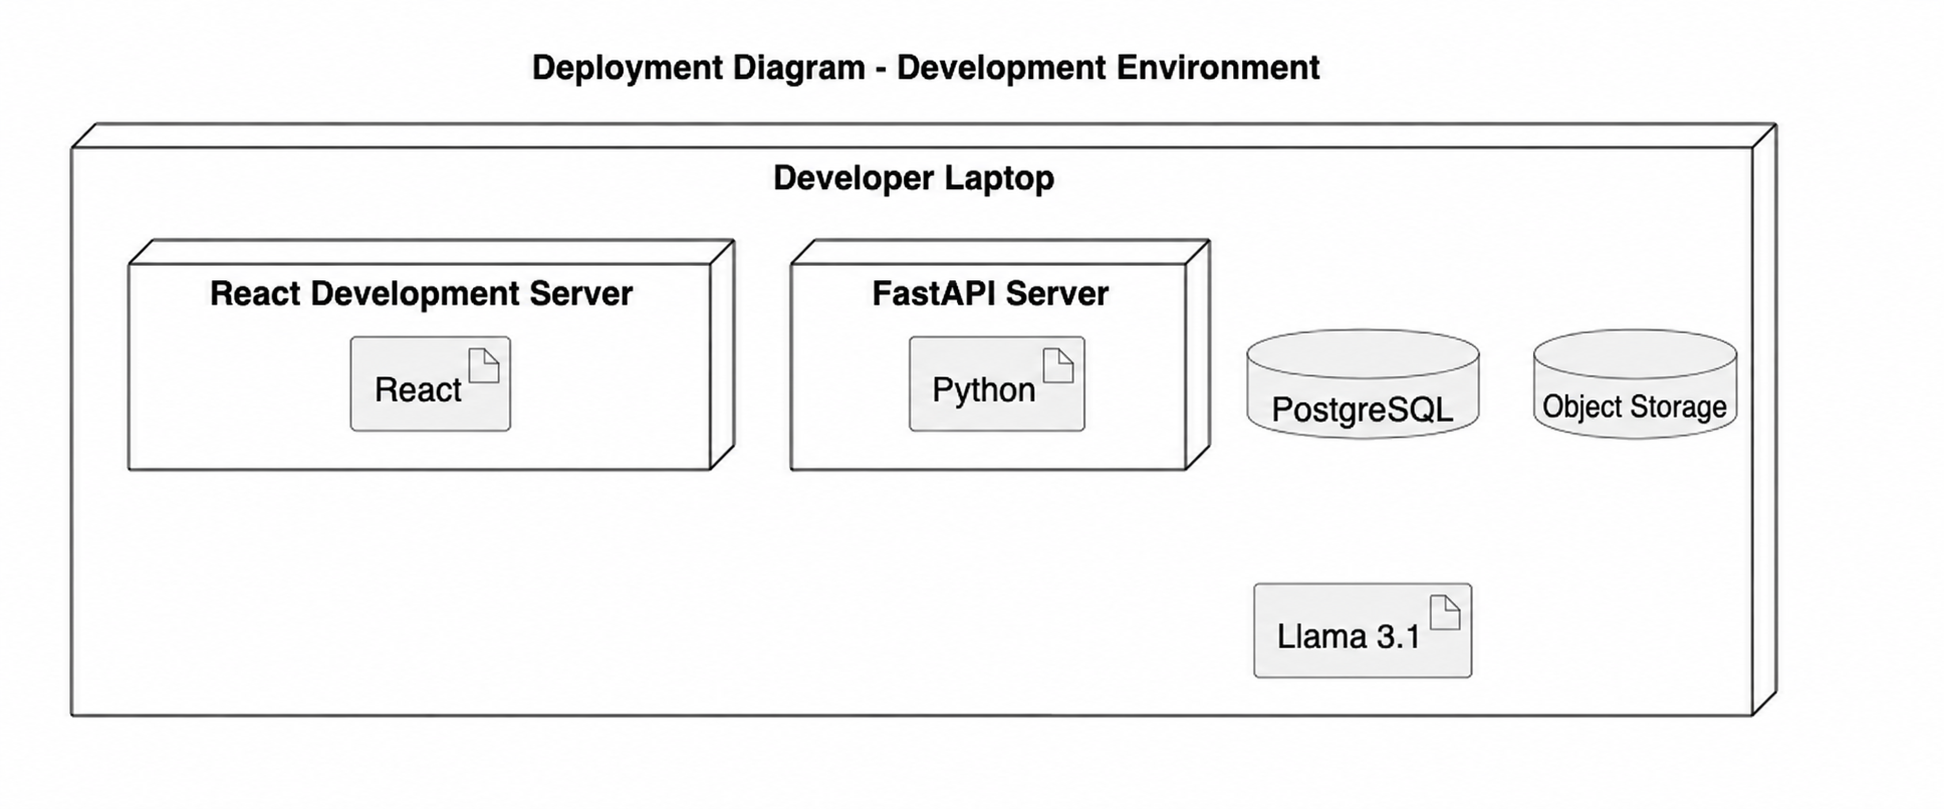 Deployment Diagram - Development Environment
Developer Laptop
React Development Server
React
FastAPI Server
Python
PostgreSQL
Object Storage
Llama 3.1